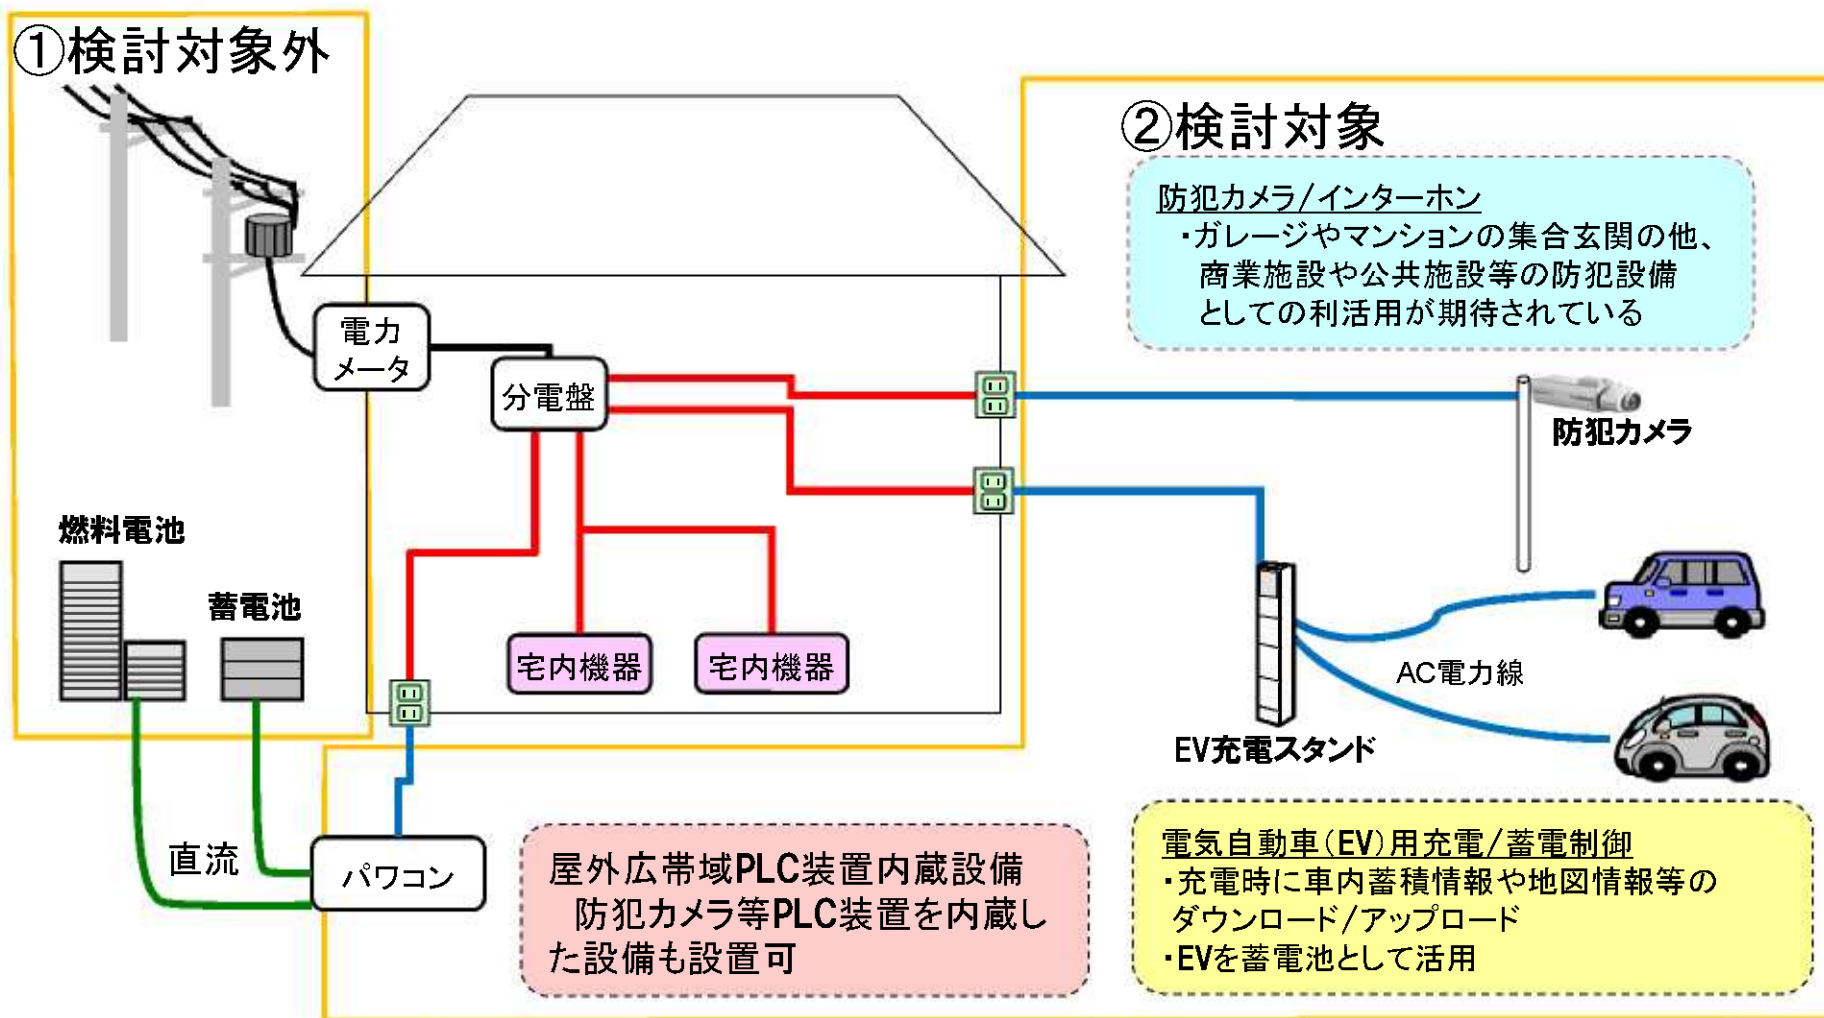 ①検討対象外
②検討対象
防犯カメラ/インターホン
・ガレージやマンションの集合玄関の他、
商業施設や公共施設等の防犯設備
としての利活用が期待されている
電力
メータ
分電盤
防犯カメラ
燃料電池
蓄電池
宅内機器
宅内機器
AC電力線
EV充電スタンド
直流
パワコン
屋外広帯域PLC装置内蔵設備
防犯カメラ等PLC装置を内蔵し
た設備も設置可
電気自動車(EV)用充電/蓄電制御
・充電時に車内蓄積情報や地図情報等の
ダウンロード/アップロード
・EVを蓄電池として活用